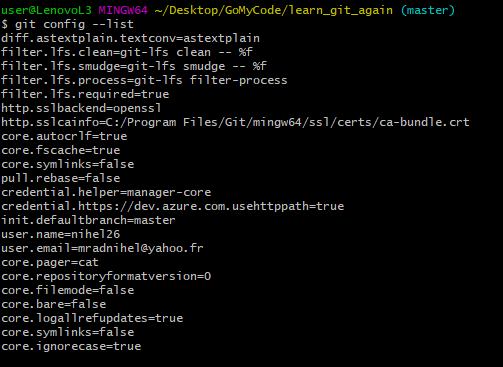 user@LenovoL3 MINGW64 ~/Desktop/GoMyCode/learn_git_again (master)
$ git config --list
diff.astextplain.textconv=astextplain
filter.lfs.clean=git-lfs clean -- %f
filter.lfs.smudge=git-lfs smudge -- %f
filter.lfs.process=git-lfs filter-process
filter.lfs.required=true
http.sslbackend=openssl
http.sslcainfo=C:/Program Files/Git/mingw64/ssl/certs/ca-bundle.crt
core.autocrlf=true
core.fscache=true
core.symlinks=false
pull.rebase=false
credential.helper=manager-core
credential.https://dev.azure.com.usehttppath=true
init.defaultbranch=master
user.name=nihel26
user.email=mradnihel@yahoo.fr
core.pager=cat
core.repositoryformatversion=0
core.filemode=false
core.bare=false
core.logallrefupdates=true
core.symlinks=false
core.ignorecase=true